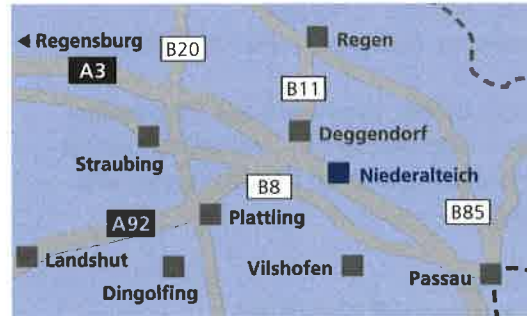 Regensburg
B20
Regen
A3
B11
Deggendorf
Straubing
Niederalteich
B8
B85
A92
Plattling
Landshut
Vilshofen
Passau
Dingolfing